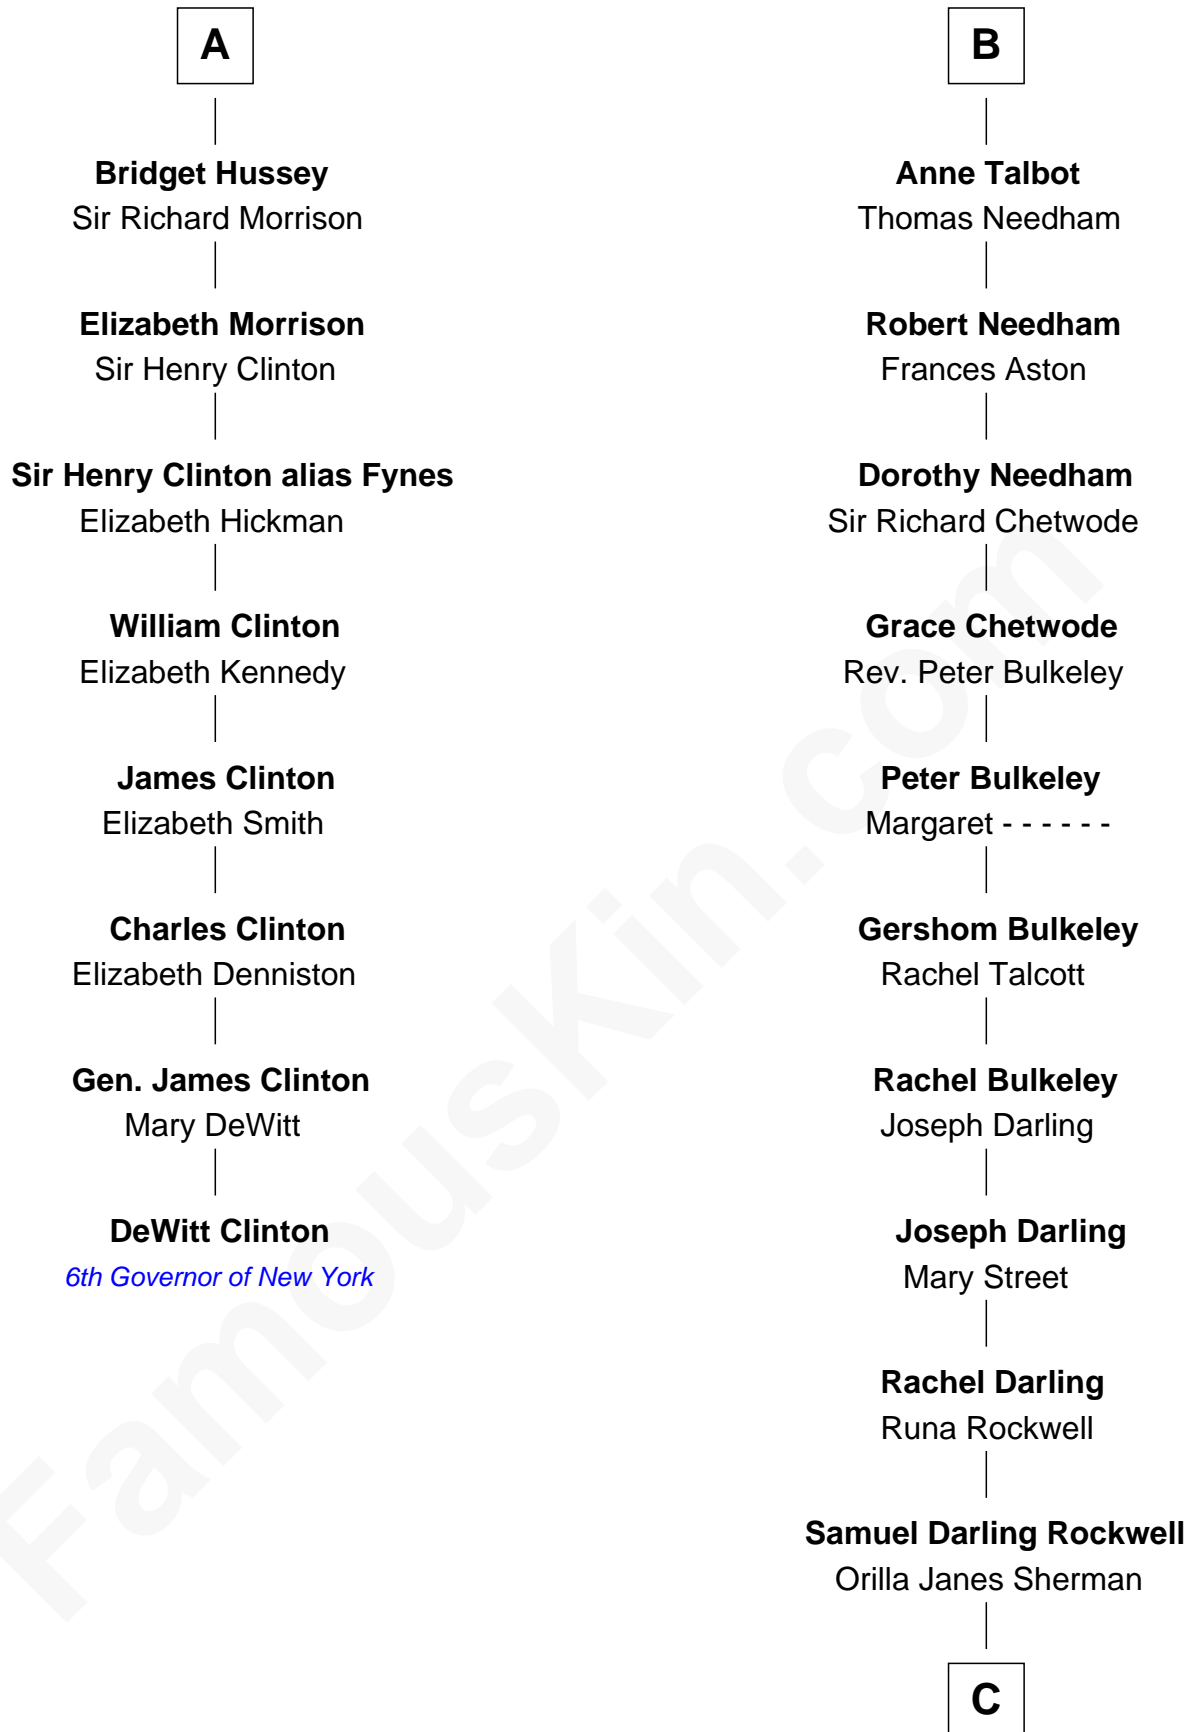 A
Bridget Hussey
Sir Richard Morrison
Elizabeth Morrison
Sir Henry Clinton
Sir Henry Clinton alias Fynes
Elizabeth Hickman
William Clinton
Elizabeth Kennedy
James Clinton
Elizabeth Smith
Charles Clinton
Elizabeth Denniston
Gen. James Clinton
Mary DeWitt
DeWitt Clinton
6th Governor of New York
B
Anne Talbot
Thomas Needham
Robert Needham
Frances Aston
Dorothy Needham
Sir Richard Chetwode
Grace Chetwode
Rev. Peter Bulkeley
Peter Bulkeley
Margaret - - - - - -
Gershom Bulkeley
Rachel Talcott
Rachel Bulkeley
Joseph Darling
Joseph Darling
Mary Street
Rachel Darling
Runa Rockwell
Samuel Darling Rockwell
Orilla Janes Sherman
C
FamousKin.com